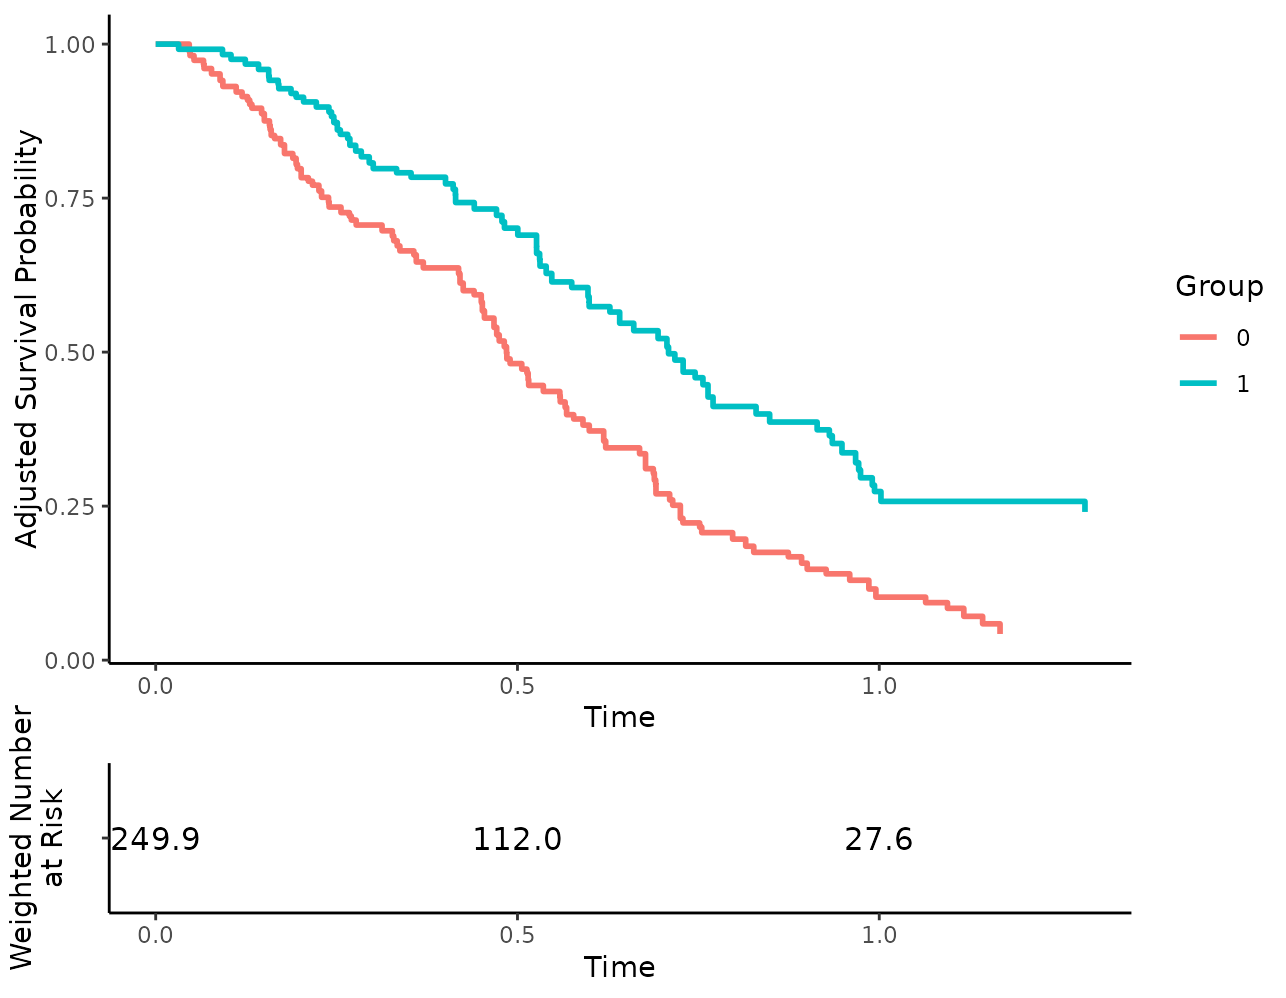 Adjusted Survival Probability
1.00
0.75
0.50
0.25
0.00
0.0 0.5 1.0
Time
Group
0
1
Weighted Number
at Risk
249.9 112.0 27.6
0.0 0.5 1.0
Time